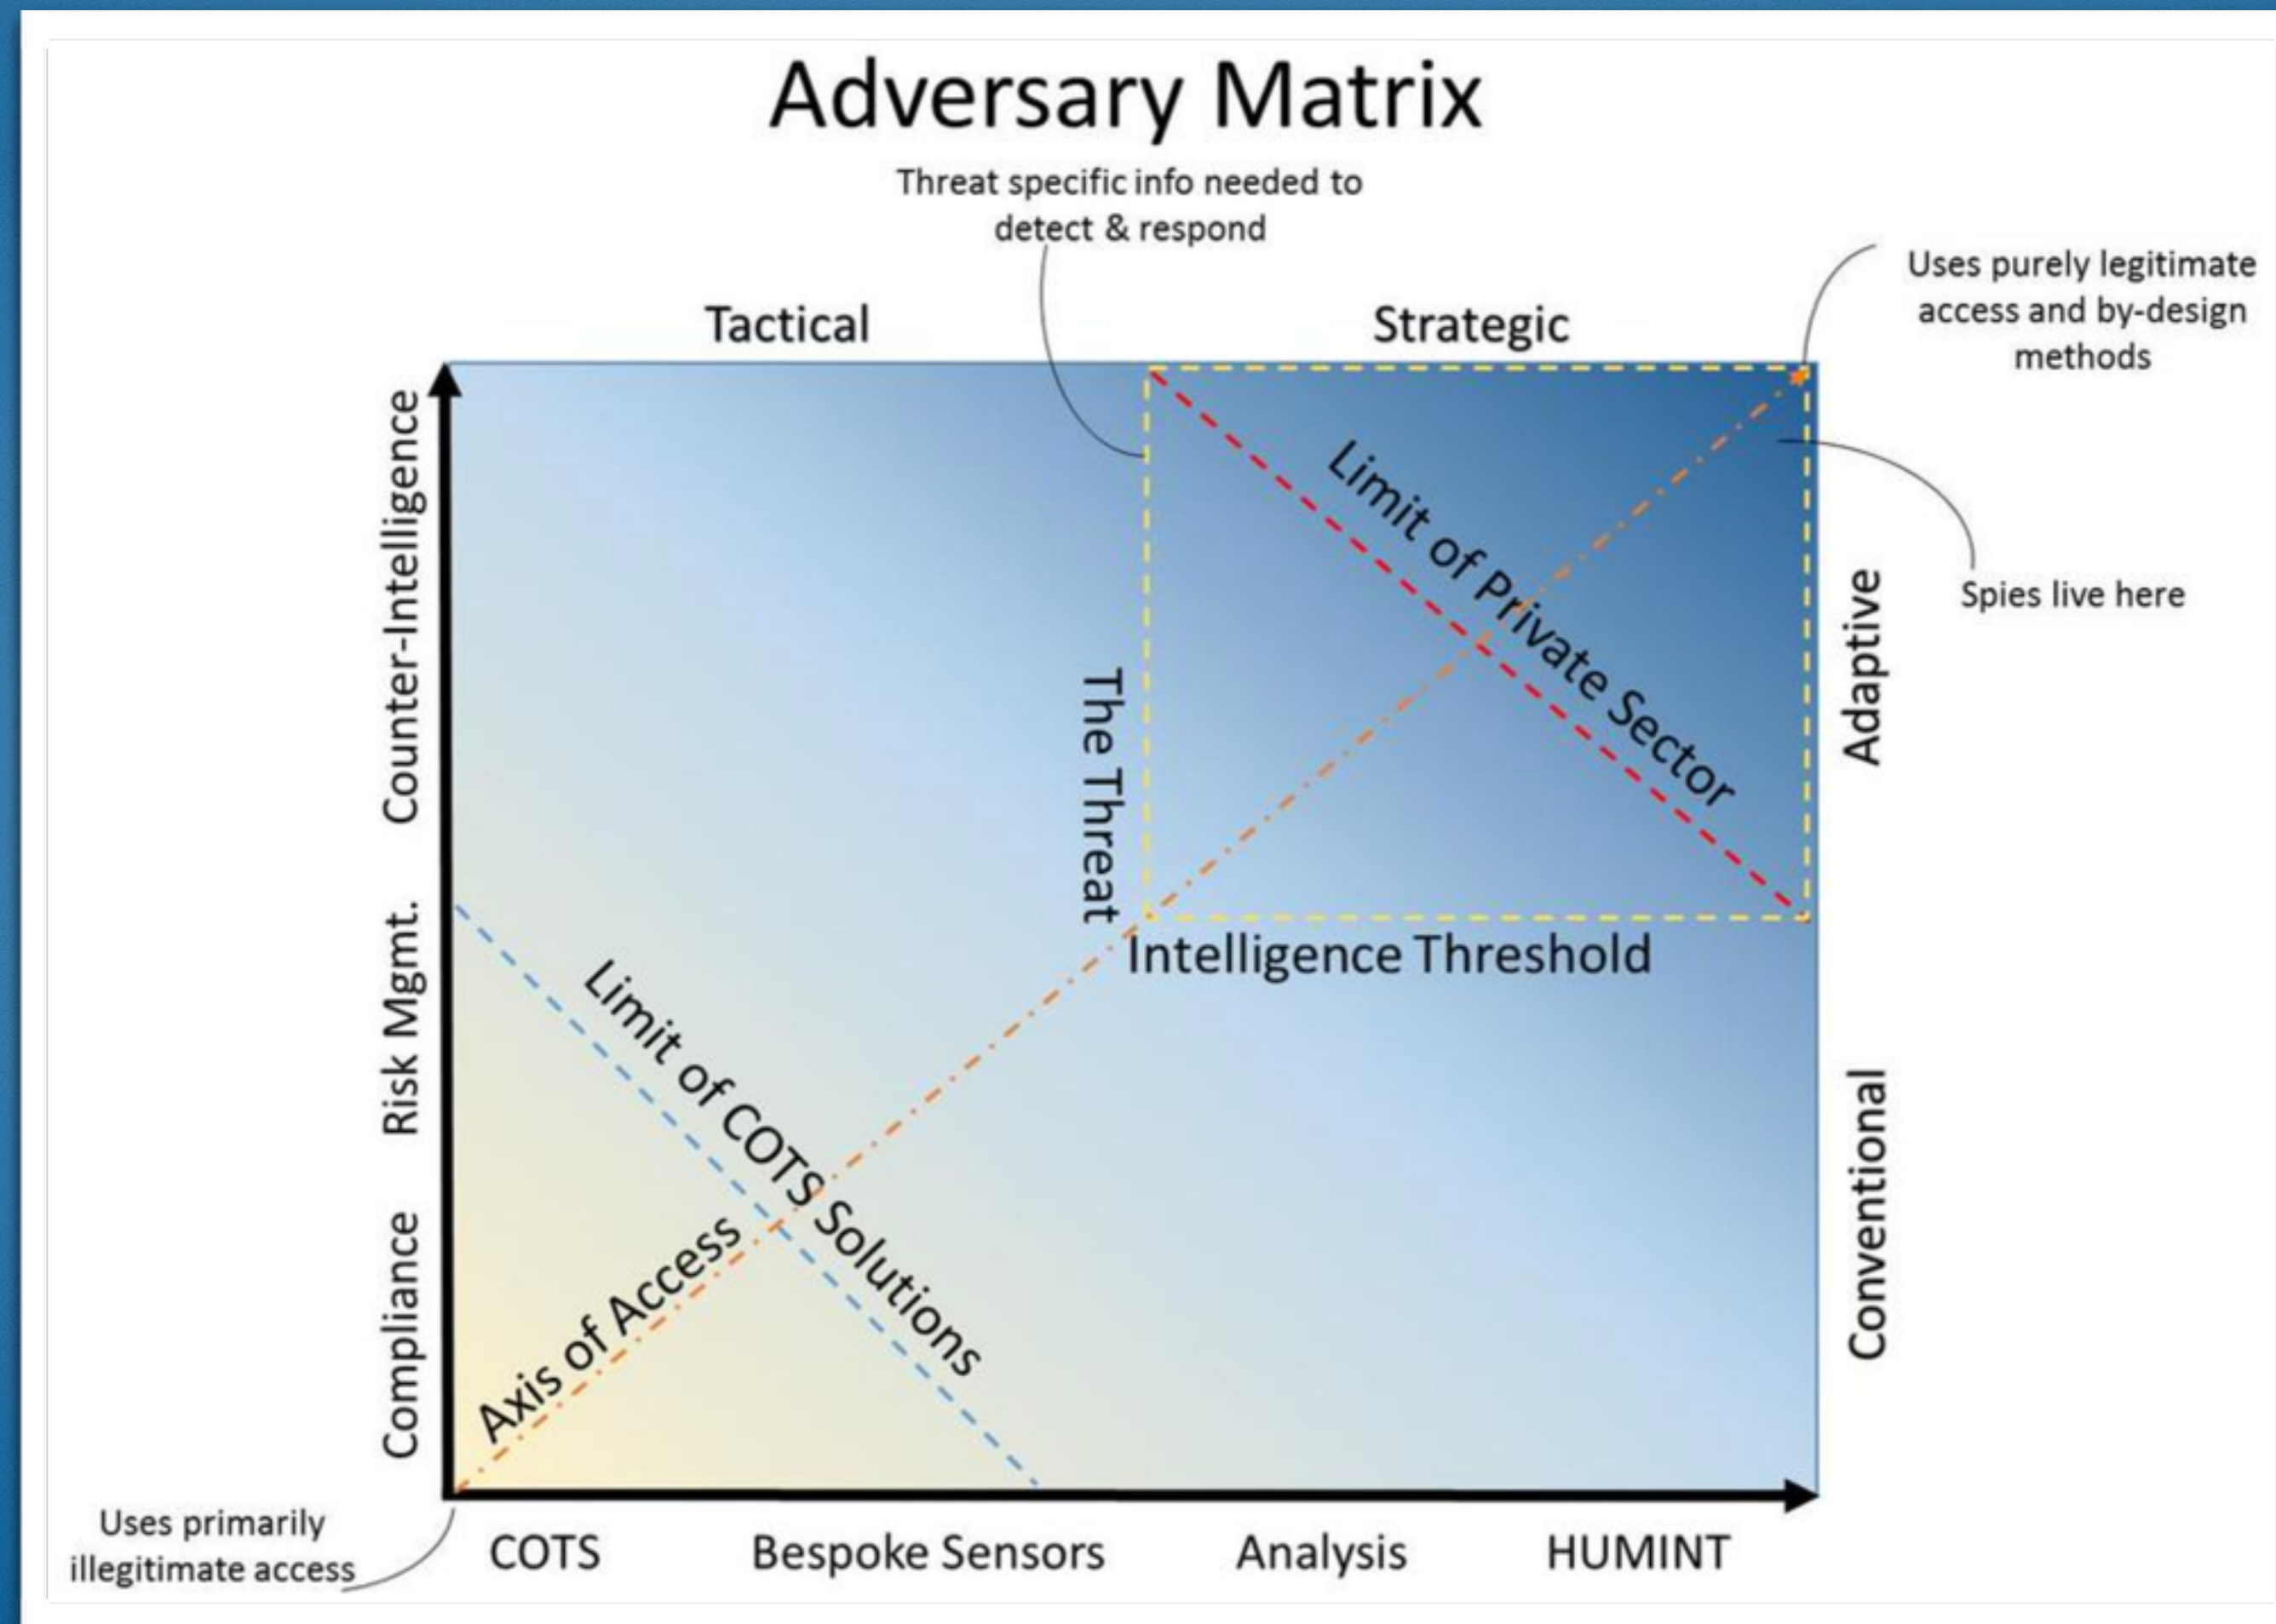 Adversary Matrix
Threat specific info needed to
detect & respond
Uses purely legitimate
access and by-design
methods
Tactical
Strategic
Counter-Intelligence
Risk Mgmt.
Compliance
Limit of Private Sector
Spies live here
Adaptive
The Threat
Intelligence Threshold
Limit of COTS Solutions
Axis of Access
Conventional
Uses primarily
illegitimate access
COTS
Bespoke Sensors
Analysis
HUMINT